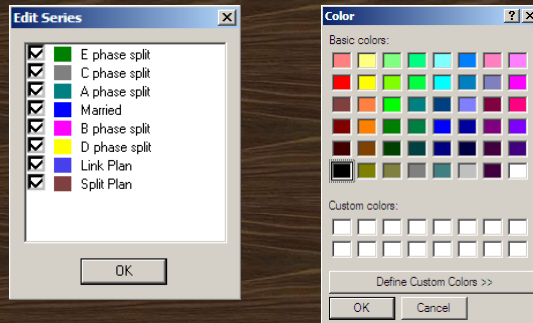 Edit Series
E phase split
C phase split
A phase split
Married
B phase split
D phase split
Link Plan
Split Plan
OK
Color
Basic colors:
Custom colors:
Define Custom Colors >>
OK Cancel